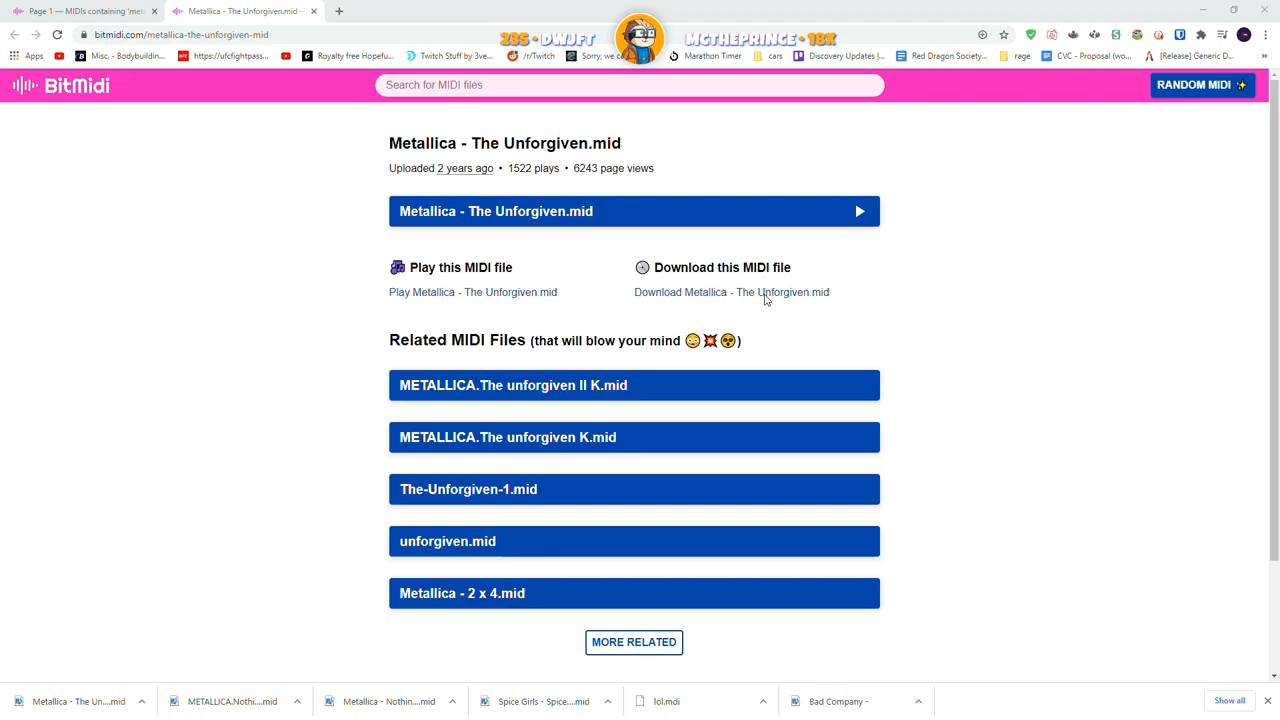 Page 1 — MIDIs containing 'met
Metallica - The Unforgiven.mid –
bitmidi.com/metallica-the-unforgiven-mid
23S • DWJFT
MCTHEPRINCE • 18X
Apps
Misc. - Bodybuildin...
https://ufcfightpass...
Royalty free Hopefu...
Twitch Stuff by 3ve...
/r/Twitch
Sorry, we co
Marathon Timer
cars
Discovery Updates |...
Red Dragon Society...
rage
CVC - Proposal (wo...
[Release] Generic D...
BitMidi
Search for MIDI files
RANDOM MIDI ✨
Metallica - The Unforgiven.mid
Uploaded 2 years ago • 1522 plays • 6243 page views
Metallica - The Unforgiven.mid
Play this MIDI file
Download this MIDI file
Play Metallica - The Unforgiven.mid
Download Metallica - The Unforgiven.mid
Related MIDI Files (that will blow your mind 😳💥🤯)
METALLICA.The unforgiven II K.mid
METALLICA.The unforgiven K.mid
The-Unforgiven-1.mid
unforgiven.mid
Metallica - 2 x 4.mid
MORE RELATED
Metallica - The Un....mid
METALLICA.Nothi....mid
Metallica - Nothin....mid
Spice Girls - Spice....mid
lol.mdi
Bad Company -
Show all